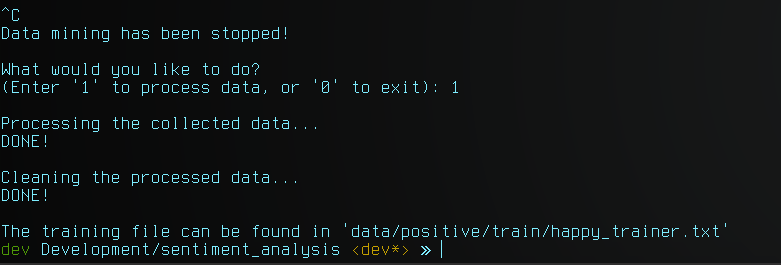 ^C
Data mining has been stopped!
What would you like to do?
(Enter '1' to process data, or '0' to exit): 1
Processing the collected data...
DONE!
Cleaning the processed data...
DONE!
The training file can be found in 'data/positive/train/happy_trainer.txt'
dev Development/sentiment_analysis <dev*> »